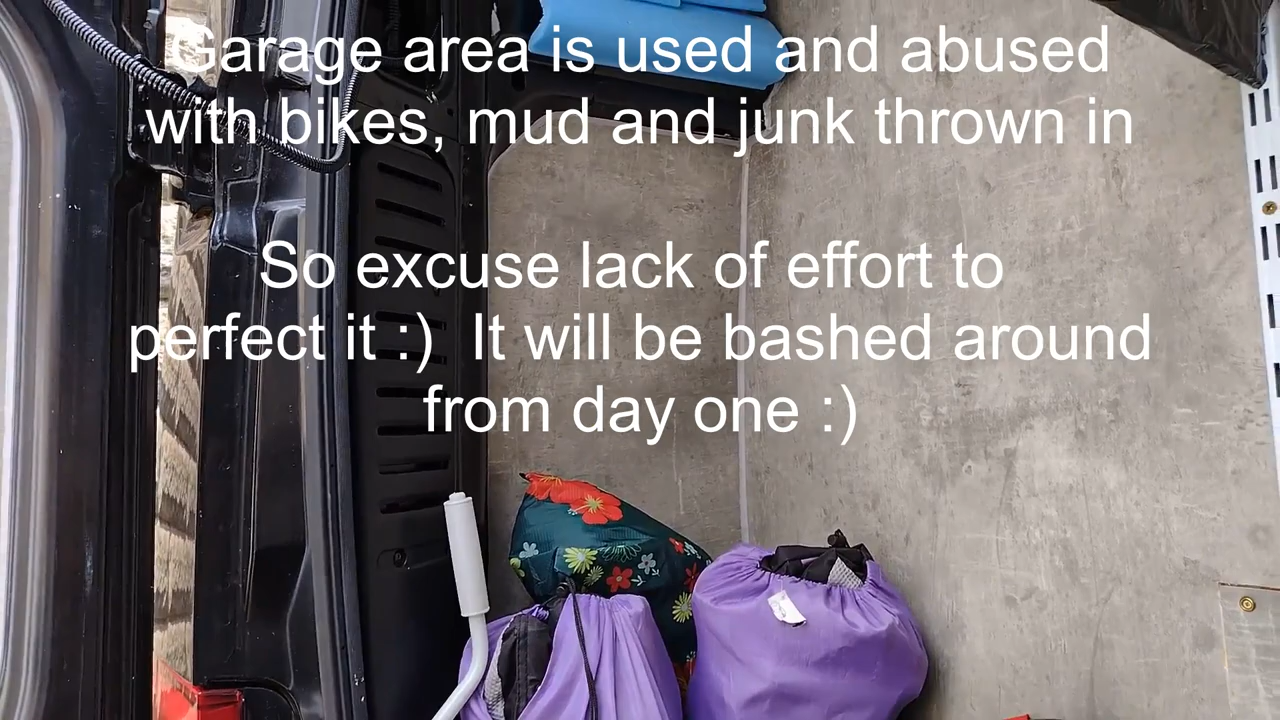 Garage area is used and abused
with bikes, mud and junk thrown in
So excuse lack of effort to
perfect it :)  It will be bashed around
from day one :)